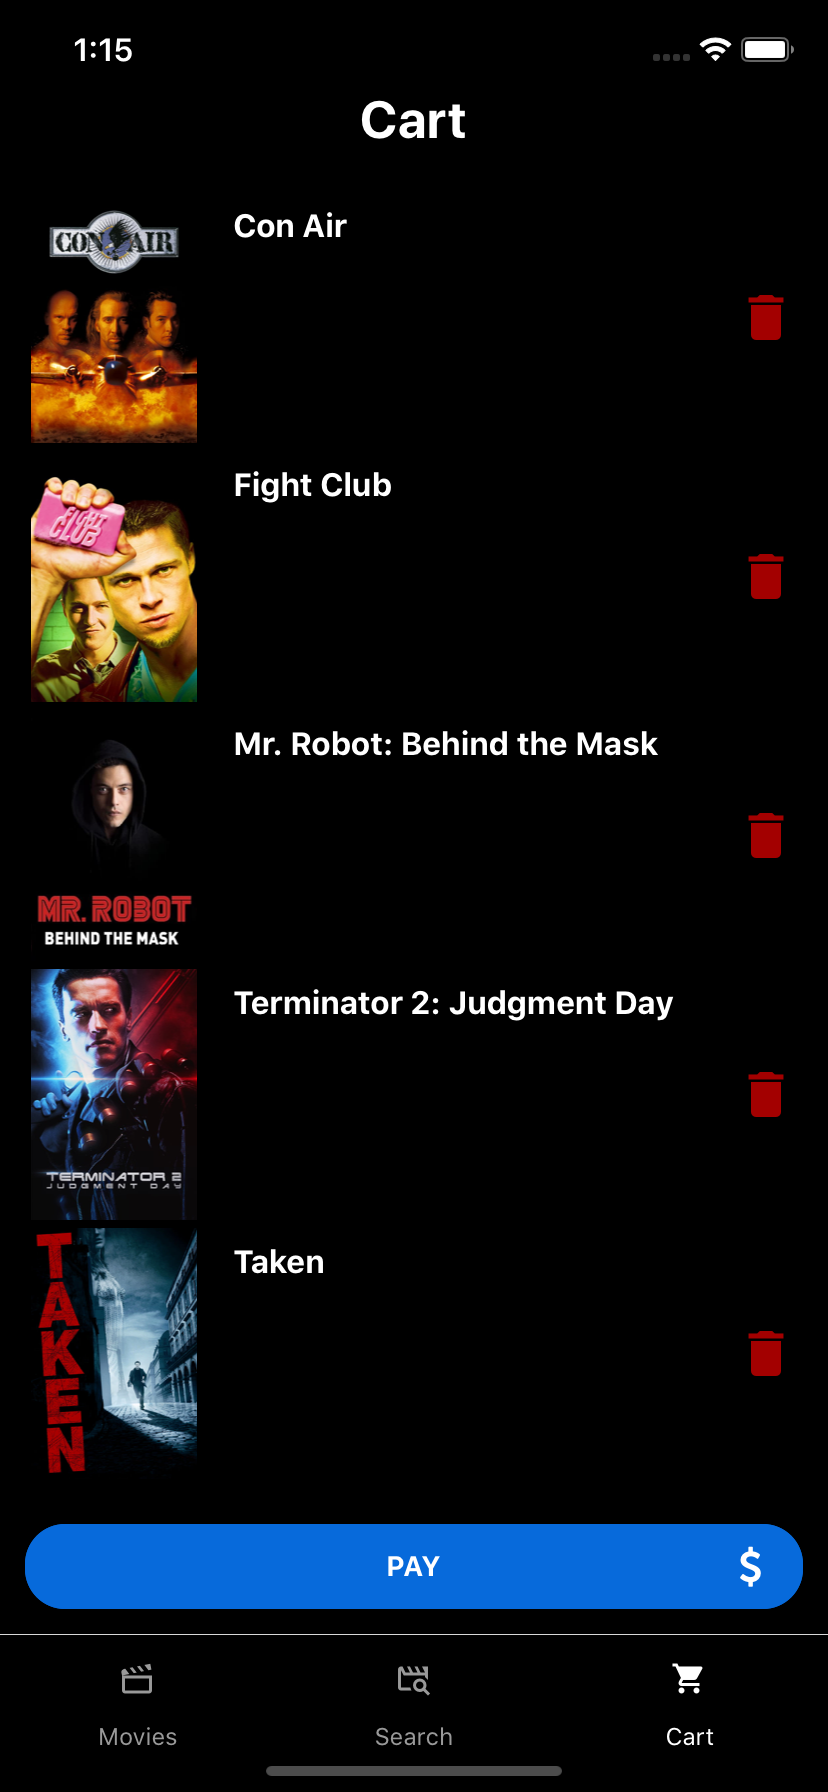 1:15
Cart
CON AIR
Con Air
FIGHT
CLUB
Fight Club
Mr. Robot: Behind the Mask
MR. ROBOT
BEHIND THE MASK
Terminator 2: Judgment Day
TERMINATOR 2
JUDGMENT DAY
TAKEN
Taken
PAY $
Movies
Search
Cart